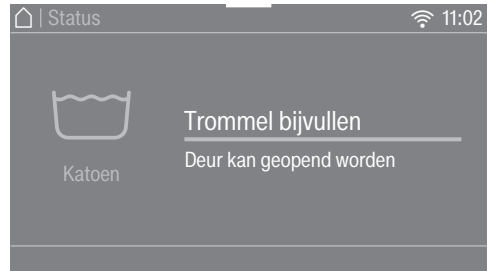 | Status 11:02
Trommel bijvullen
Deur kan geopend worden
Katoen